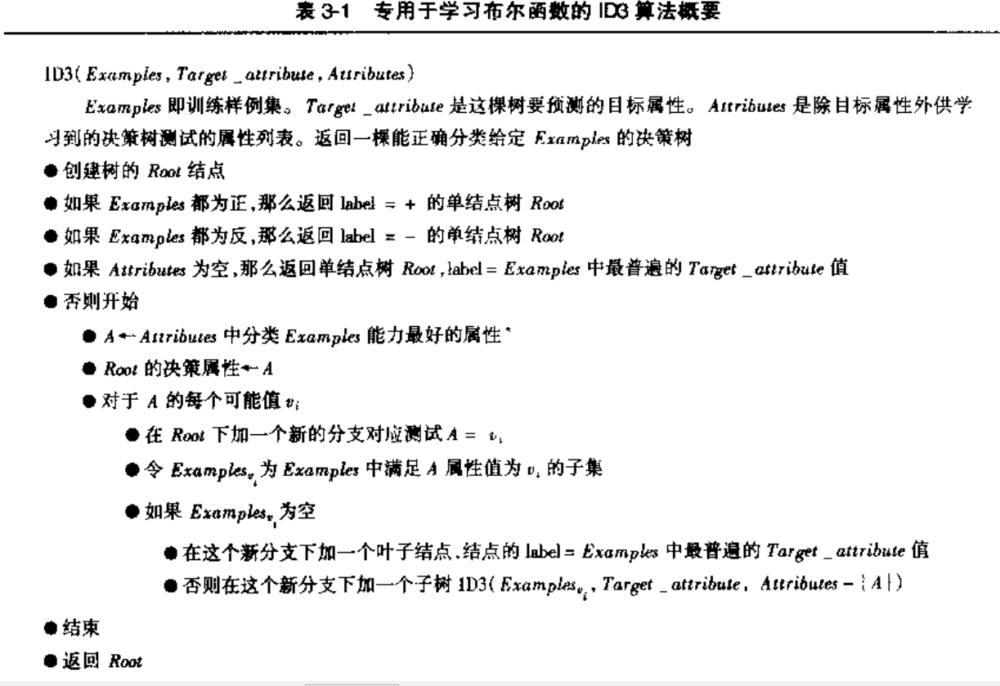 表 3-1 专用于学习布尔函数的 ID3 算法概要
ID3( Examples, Target _ attribute, Attributes)
Examples 即训练样例集。 Target _attribute 是这棵树要预测的目标属性。 Attributes 是除目标属性外供学
习到的决策树测试的属性列表。返回一棵能正确分类给定 Examples 的决策树
● 创建树的 Root 结点
● 如果 Examples 都为正,那么返回 label = + 的单结点树 Root
● 如果 Examples 都为反,那么返回 label = - 的单结点树 Root
● 如果 Attributes 为空,那么返回单结点树 Root,label = Examples 中最普遍的 Target _ attribute 值
● 否则开始
● A ← Attributes 中分类 Examples 能力最好的属性*
● Root 的决策属性 ← A
● 对于 A 的每个可能值 vᵢ
● 在 Root 下加一个新的分支对应测试 A = vᵢ
● 令 Examples_vᵢ 为 Examples 中满足 A 属性值为 vᵢ 的子集
● 如果 Examples_vᵢ 为空
● 在这个新分支下加一个叶子结点,结点的 label = Examples 中最普遍的 Target _ attribute 值
● 否则在这个新分支下加一个子树 ID3( Examples_vᵢ, Target _ attribute, Attributes - {A})
● 结束
● 返回 Root